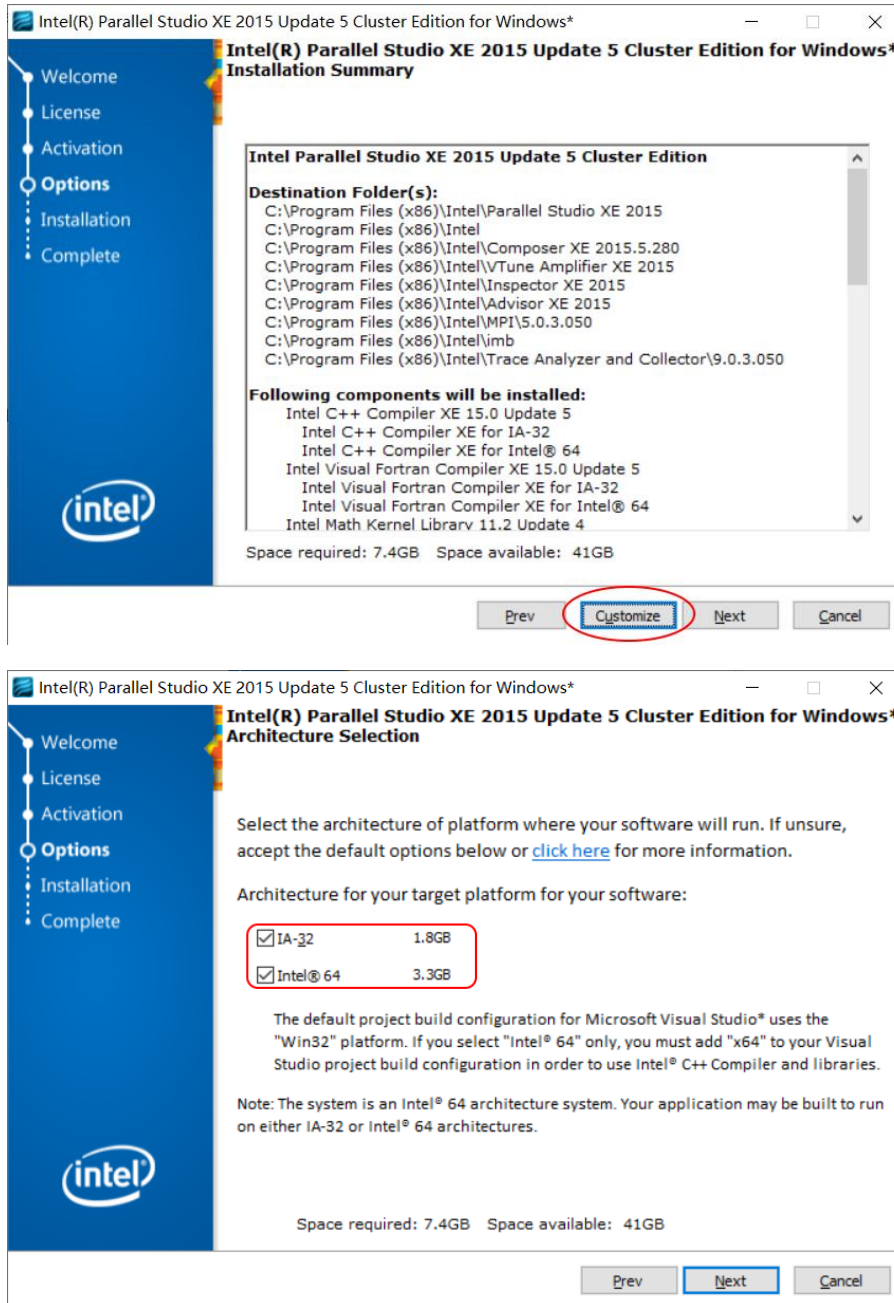 Intel(R) Parallel Studio XE 2015 Update 5 Cluster Edition for Windows*
Intel(R) Parallel Studio XE 2015 Update 5 Cluster Edition for Windows*
Installation Summary
Welcome
License
Activation
Options
Installation
Complete
Intel Parallel Studio XE 2015 Update 5 Cluster Edition
Destination Folder(s):
C:\Program Files (x86)\Intel\Parallel Studio XE 2015
C:\Program Files (x86)\Intel
C:\Program Files (x86)\Intel\Composer XE 2015.5.280
C:\Program Files (x86)\Intel\VTune Amplifier XE 2015
C:\Program Files (x86)\Intel\Inspector XE 2015
C:\Program Files (x86)\Intel\Advisor XE 2015
C:\Program Files (x86)\Intel\MPI\5.0.3.050
C:\Program Files (x86)\Intel\imb
C:\Program Files (x86)\Intel\Trace Analyzer and Collector\9.0.3.050
Following components will be installed:
Intel C++ Compiler XE 15.0 Update 5
Intel C++ Compiler XE for IA-32
Intel C++ Compiler XE for Intel® 64
Intel Visual Fortran Compiler XE 15.0 Update 5
Intel Visual Fortran Compiler XE for IA-32
Intel Visual Fortran Compiler XE for Intel® 64
Intel Math Kernel Library 11.2 Update 4
Space required: 7.4GB Space available: 41GB
intel
Prev Customize Next Cancel
Intel(R) Parallel Studio XE 2015 Update 5 Cluster Edition for Windows*
Intel(R) Parallel Studio XE 2015 Update 5 Cluster Edition for Windows*
Architecture Selection
Welcome
License
Activation
Options
Installation
Complete
Select the architecture of platform where your software will run. If unsure,
accept the default options below or click here for more information.
Architecture for your target platform for your software:
IA-32 1.8GB
Intel® 64 3.3GB
The default project build configuration for Microsoft Visual Studio* uses the
"Win32" platform. If you select "Intel® 64" only, you must add "x64" to your Visual
Studio project build configuration in order to use Intel® C++ Compiler and libraries.
Note: The system is an Intel® 64 architecture system. Your application may be built to run
on either IA-32 or Intel® 64 architectures.
intel
Space required: 7.4GB Space available: 41GB
Prev Next Cancel